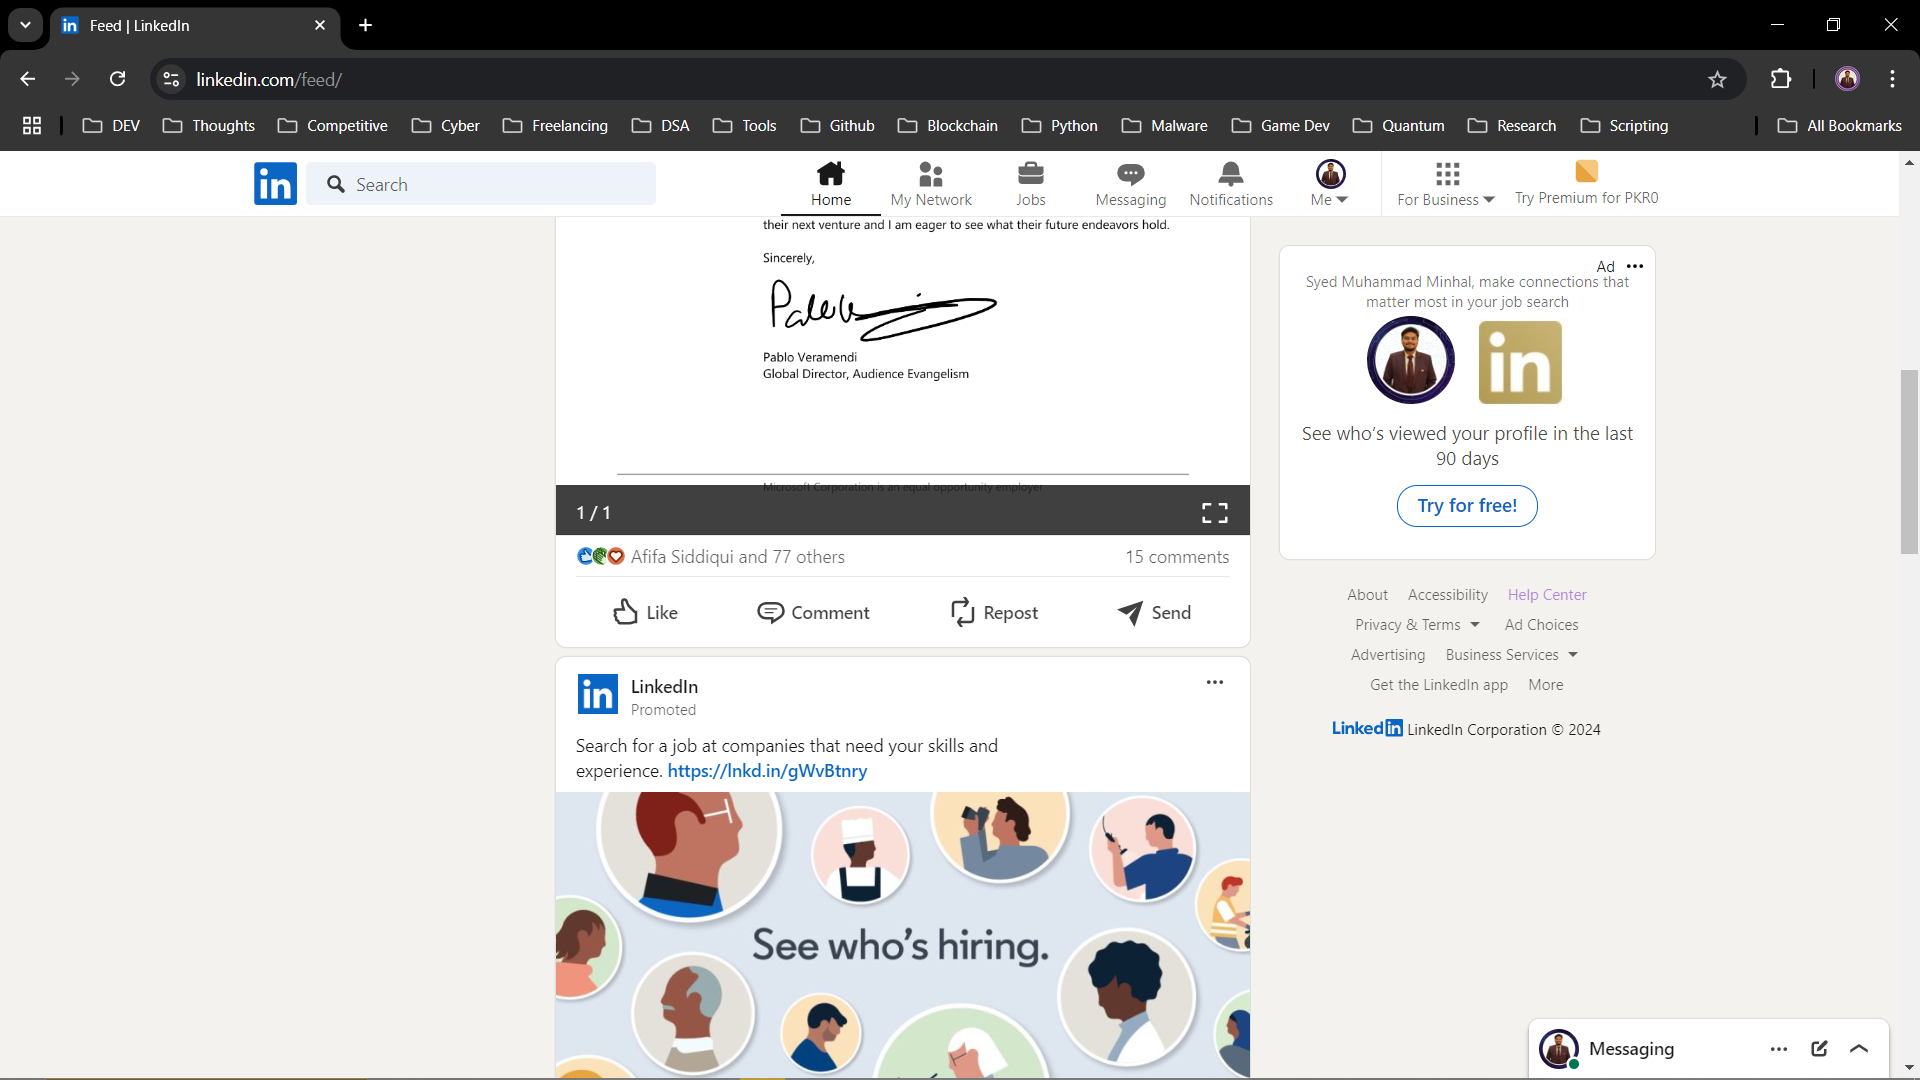 Feed | LinkedIn
linkedin.com/feed/
DEV Thoughts Competitive Cyber Freelancing DSA Tools Github Blockchain Python Malware Game Dev Quantum Research Scripting All Bookmarks
in Search Home My Network Jobs Messaging Notifications Me For Business Try Premium for PKR0
their next venture and I am eager to see what their future endeavors hold.
Sincerely,
Pablo Veramendi
Global Director, Audience Evangelism
Microsoft Corporation is an equal opportunity employer
1 / 1
Afifa Siddiqui and 77 others 15 comments
Like Comment Repost Send
in LinkedIn
Promoted
Search for a job at companies that need your skills and
experience. https://lnkd.in/gWvBtnry
See who's hiring.
Ad
Syed Muhammad Minhal, make connections that
matter most in your job search
in
See who's viewed your profile in the last
90 days
Try for free!
About Accessibility Help Center
Privacy & Terms Ad Choices
Advertising Business Services
Get the LinkedIn app More
LinkedIn LinkedIn Corporation © 2024
Messaging